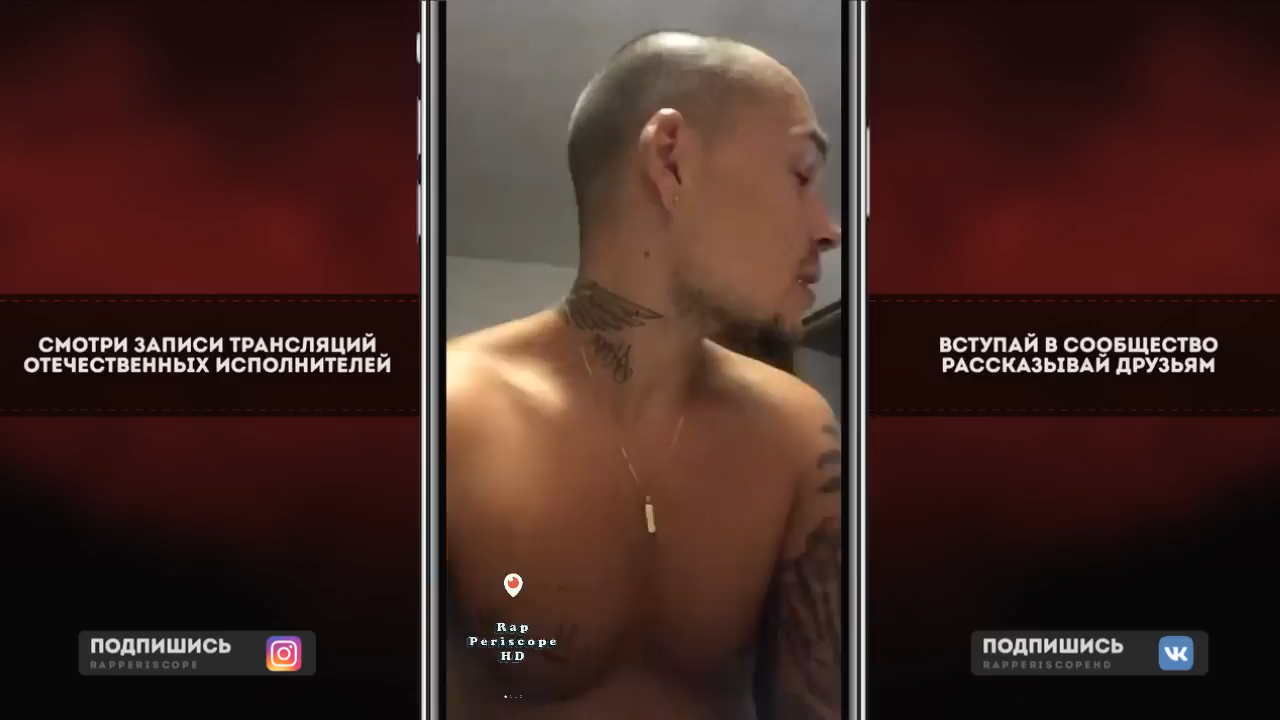 СМОТРИ ЗАПИСИ ТРАНСЛЯЦИЙ
ОТЕЧЕСТВЕННЫХ ИСПОЛНИТЕЛЕЙ
ВСТУПАЙ В СООБЩЕСТВО
РАССКАЗЫВАЙ ДРУЗЬЯМ
Rap
Periscope
HD
ПОДПИШИСЬ
RAPPERISCOPE
ПОДПИШИСЬ
RAPPERISCOPEHD